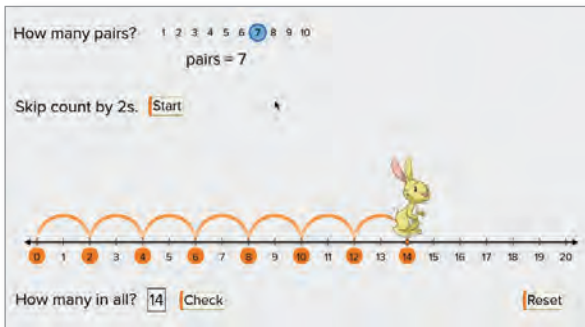 How many pairs? 1 2 3 4 5 6 7 8 9 10
pairs = 7
Skip count by 2s. Start
0 1 2 3 4 5 6 7 8 9 10 11 12 13 14 15 16 17 18 19 20
How many in all? 14 Check Reset